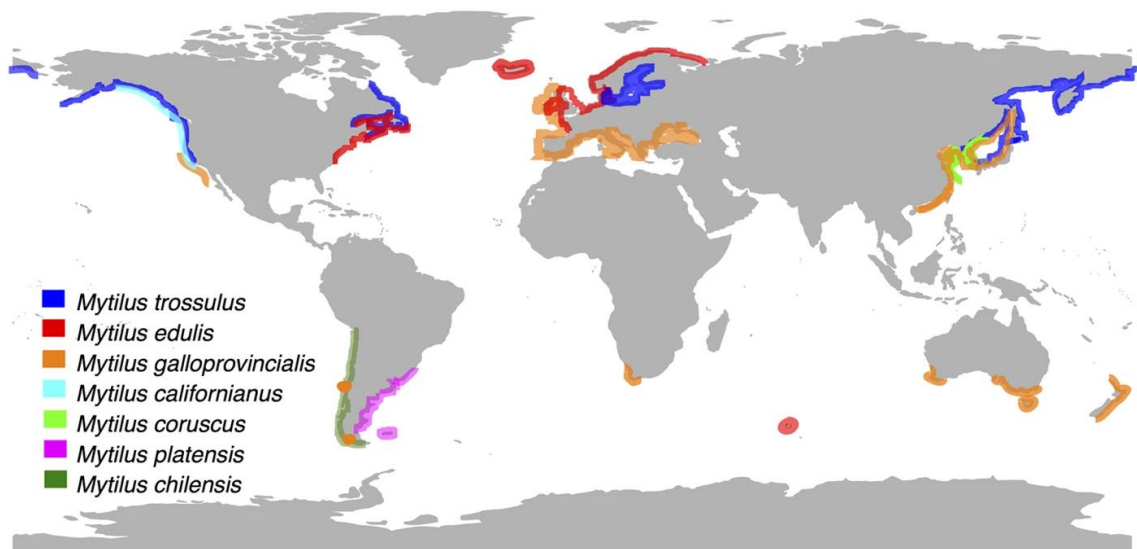 Mytilus trossulus
Mytilus edulis
Mytilus galloprovincialis
Mytilus californianus
Mytilus coruscus
Mytilus platensis
Mytilus chilensis